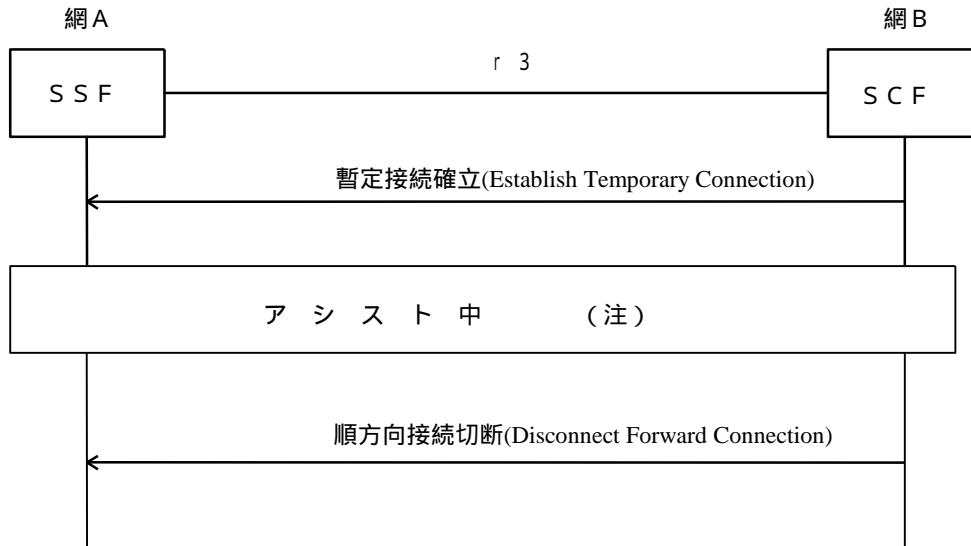 網A 網B
r 3
SSF SCF
暫定接続確立(Establish Temporary Connection)
アシスト中 (注)
順方向接続切断(Disconnect Forward Connection)